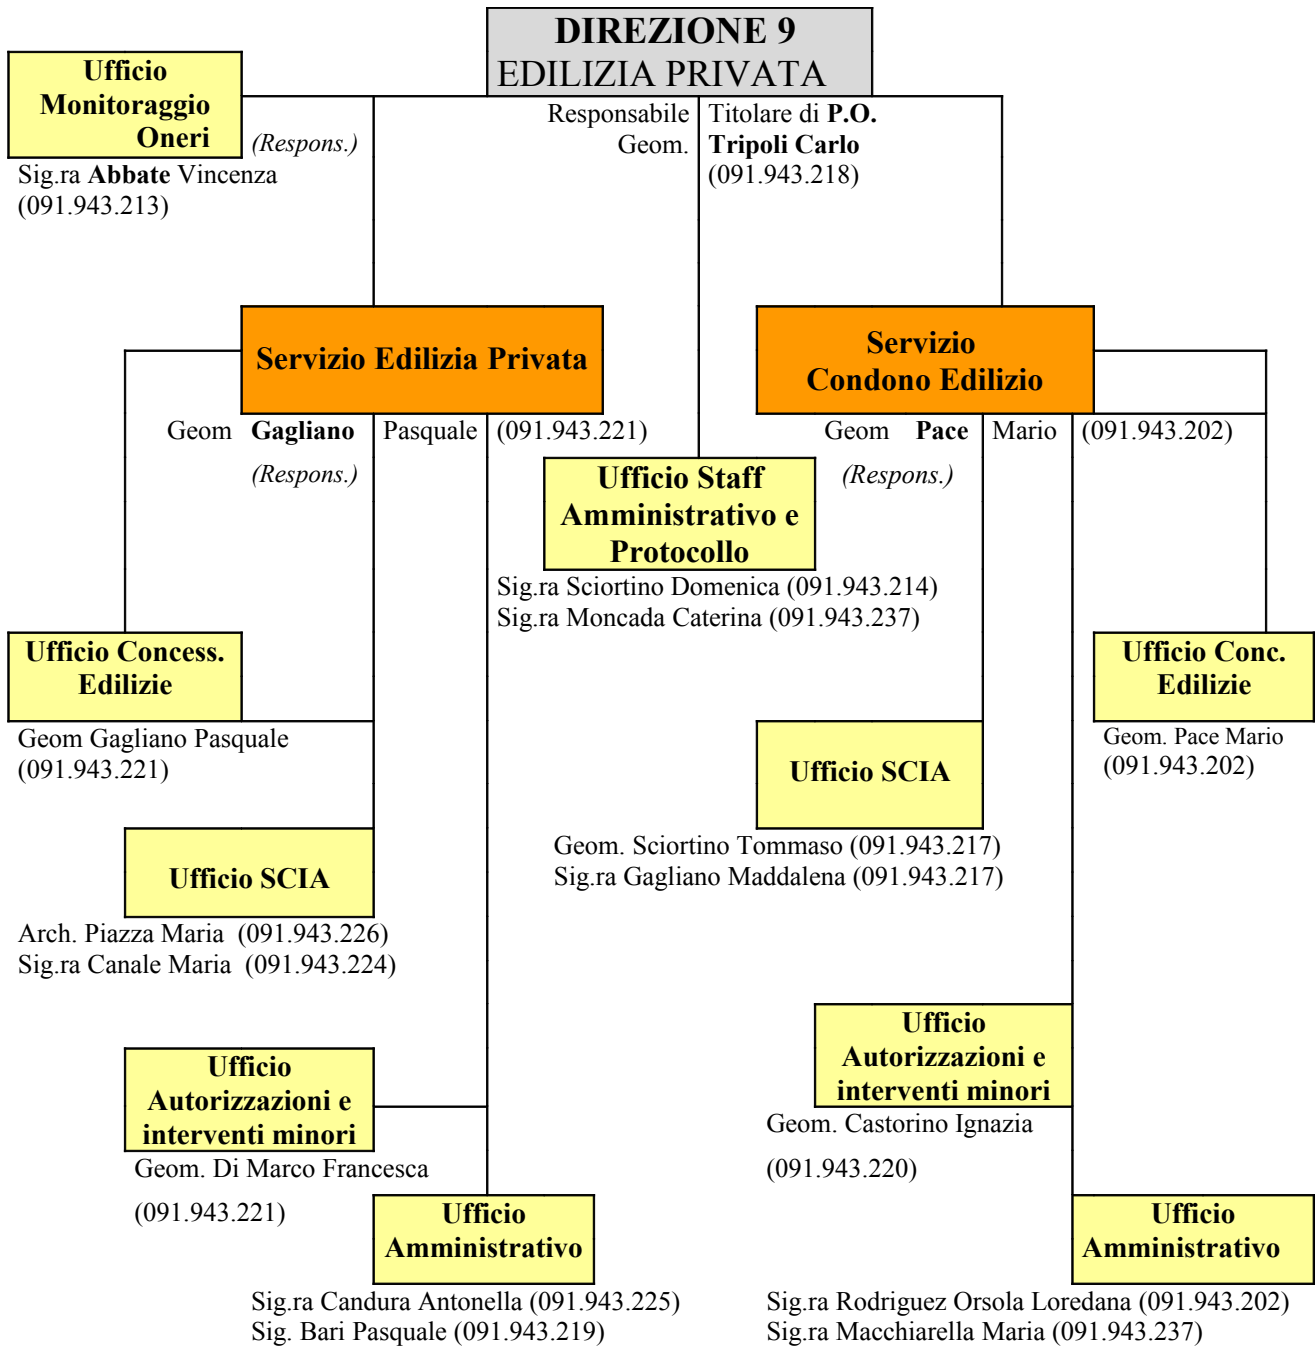 DIREZIONE 9
EDILIZIA PRIVATA
Ufficio
Monitoraggio
Oneri
(Respons.)
Sig.ra Abbate Vincenza
(091.943.213)
Responsabile Titolare di P.O.
Geom. Tripoli Carlo
(091.943.218)
Servizio Edilizia Privata
Geom Gagliano Pasquale (091.943.221)
(Respons.)
Servizio
Condono Edilizio
Geom Pace Mario (091.943.202)
(Respons.)
Ufficio Staff
Amministrativo e
Protocollo
Sig.ra Sciortino Domenica (091.943.214)
Sig.ra Moncada Caterina (091.943.237)
Ufficio Concess.
Edilizie
Geom Gagliano Pasquale
(091.943.221)
Ufficio Conc.
Edilizie
Geom. Pace Mario
(091.943.202)
Ufficio SCIA
Geom. Sciortino Tommaso (091.943.217)
Sig.ra Gagliano Maddalena (091.943.217)
Ufficio SCIA
Arch. Piazza Maria (091.943.226)
Sig.ra Canale Maria (091.943.224)
Ufficio
Autorizzazioni e
interventi minori
Geom. Castorino Ignazia
(091.943.220)
Ufficio
Autorizzazioni e
interventi minori
Geom. Di Marco Francesca
(091.943.221)
Ufficio
Amministrativo
Sig.ra Candura Antonella (091.943.225)
Sig. Bari Pasquale (091.943.219)
Ufficio
Amministrativo
Sig.ra Rodriguez Orsola Loredana (091.943.202)
Sig.ra Macchiarella Maria (091.943.237)